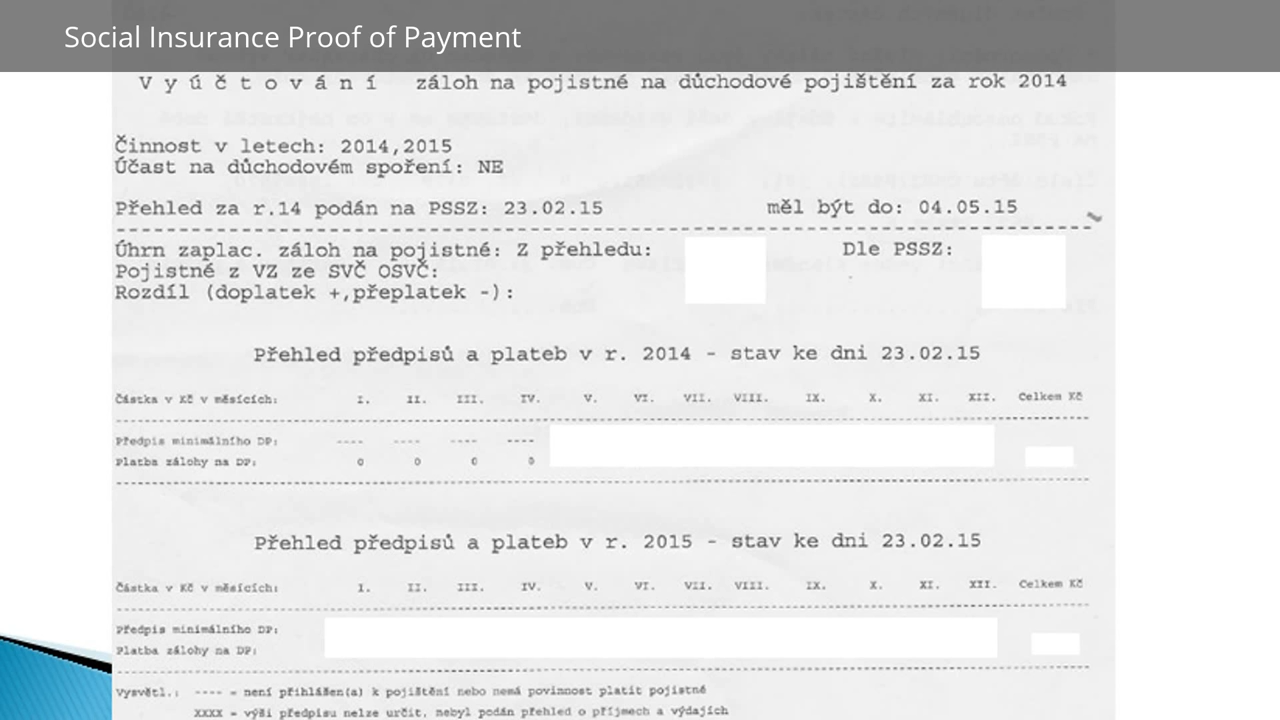 Social Insurance Proof of Payment
V y ú č t o v á n í   záloh na pojistné na důchodové pojištění za rok 2014
Činnost v letech: 2014,2015
Účast na důchodovém spoření: NE
Přehled za r.14 podán na PSSZ: 23.02.15   měl být do: 04.05.15
Úhrn zaplac. záloh na pojistné: Z přehledu:   Dle PSSZ:
Pojistné z VZ ze SVČ OSVČ:
Rozdíl (doplatek +,přeplatek -):
Přehled předpisů a plateb v r. 2014 - stav ke dni 23.02.15
Částka v Kč v měsících:   I.   II.   III.   IV.   V.   VI.   VII.   VIII.   IX.   X.   XI.   XII.   Celkem Kč
Předpis minimálního DP:   ----   ----   ----   ----
Platba zálohy na DP:   0   0   0   0
Přehled předpisů a plateb v r. 2015 - stav ke dni 23.02.15
Částka v Kč v měsících:   I.   II.   III.   IV.   V.   VI.   VII.   VIII.   IX.   X.   XI.   XII.   Celkem Kč
Předpis minimálního DP:
Platba zálohy na DP:
Vysvětl.:   ---- = není přihlášen(a) k pojištění nebo nemá povinnost platit pojistné
XXXX = výši předpisu nelze určit, nebyl podán přehled o příjmech a výdajích